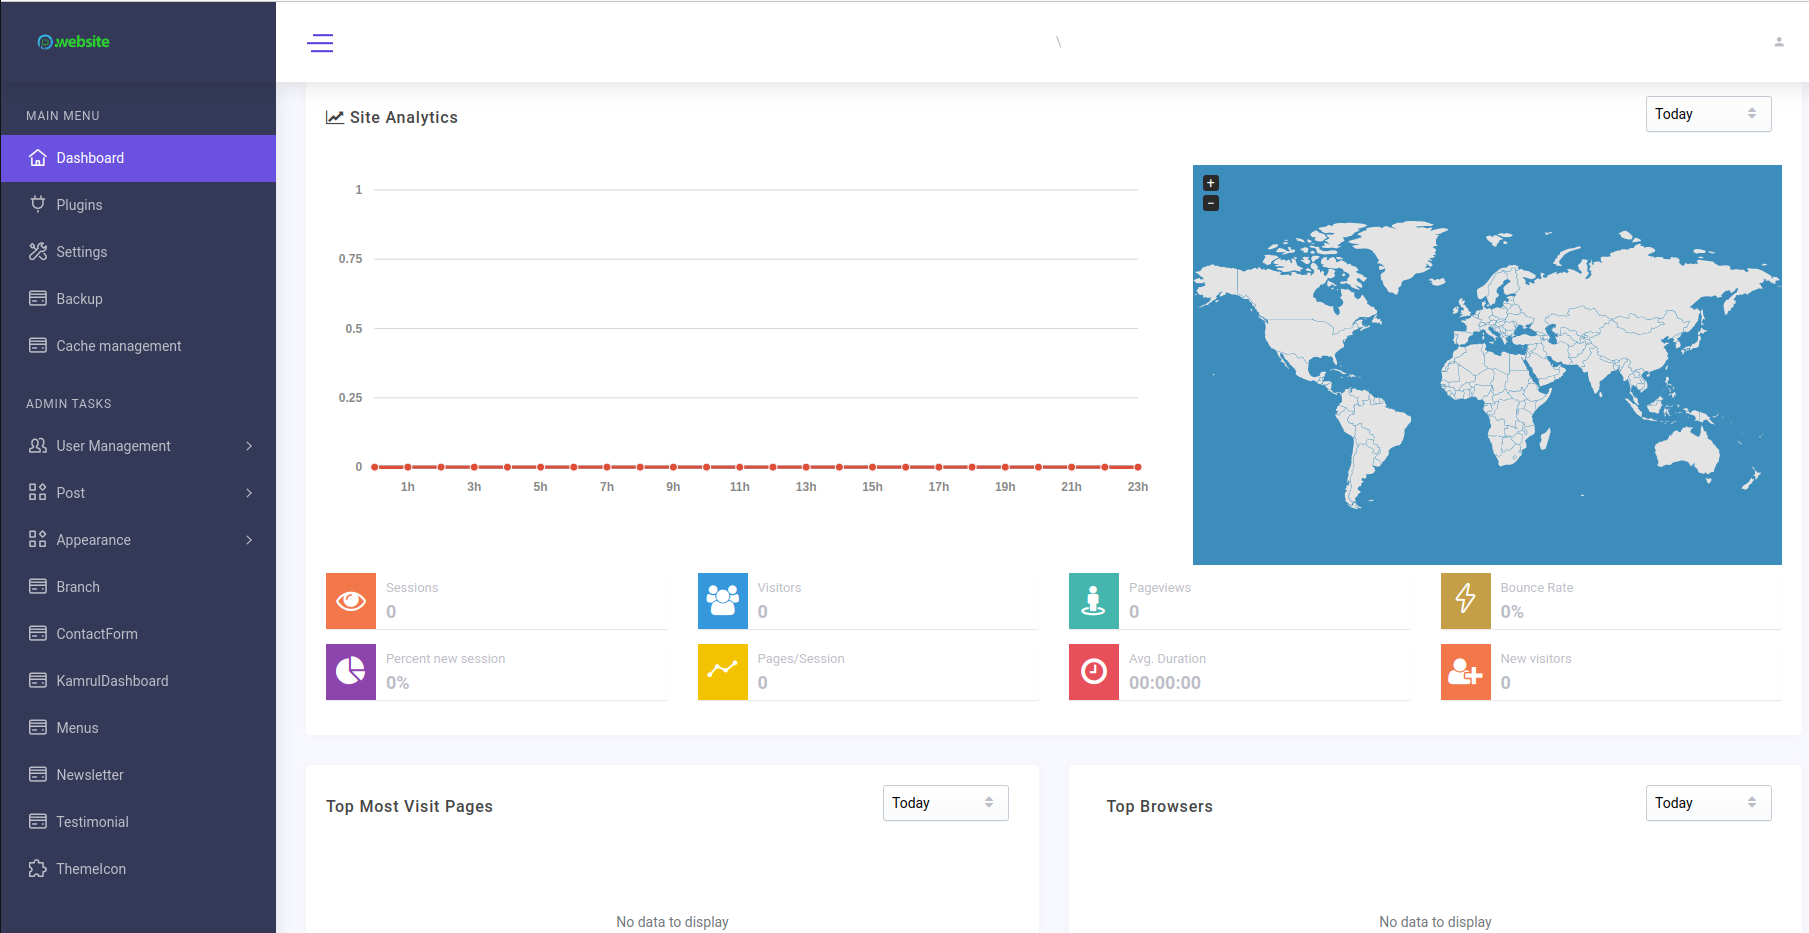 .website
\
MAIN MENU
Dashboard
Plugins
Settings
Backup
Cache management
ADMIN TASKS
User Management
Post
Appearance
Branch
ContactForm
KamrulDashboard
Menus
Newsletter
Testimonial
ThemeIcon
Site Analytics
Today
1
0.75
0.5
0.25
0
1h 3h 5h 7h 9h 11h 13h 15h 17h 19h 21h 23h
+
−
Sessions
0
Visitors
0
Pageviews
0
Bounce Rate
0%
Percent new session
0%
Pages/Session
0
Avg. Duration
00:00:00
New visitors
0
Top Most Visit Pages
Today
No data to display
Top Browsers
Today
No data to display